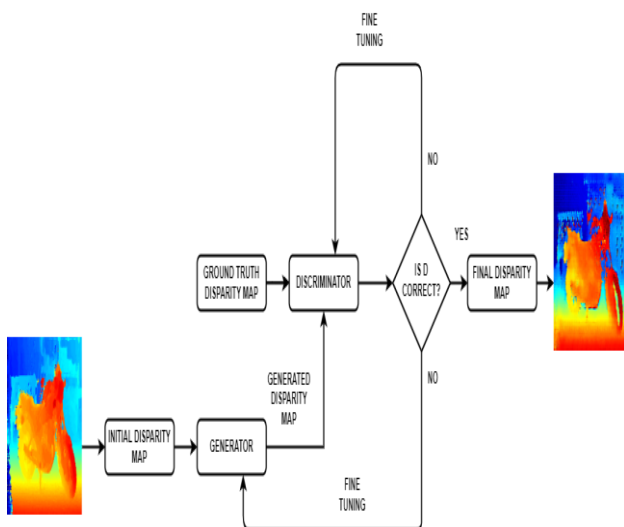 FINE
TUNING
NO
YES
GROUND TRUTH
DISPARITY MAP
DISCRIMINATOR
IS D
CORRECT?
FINAL DISPARITY
MAP
GENERATED
DISPARITY
MAP
NO
INITIAL DISPARITY
MAP
GENERATOR
FINE
TUNING